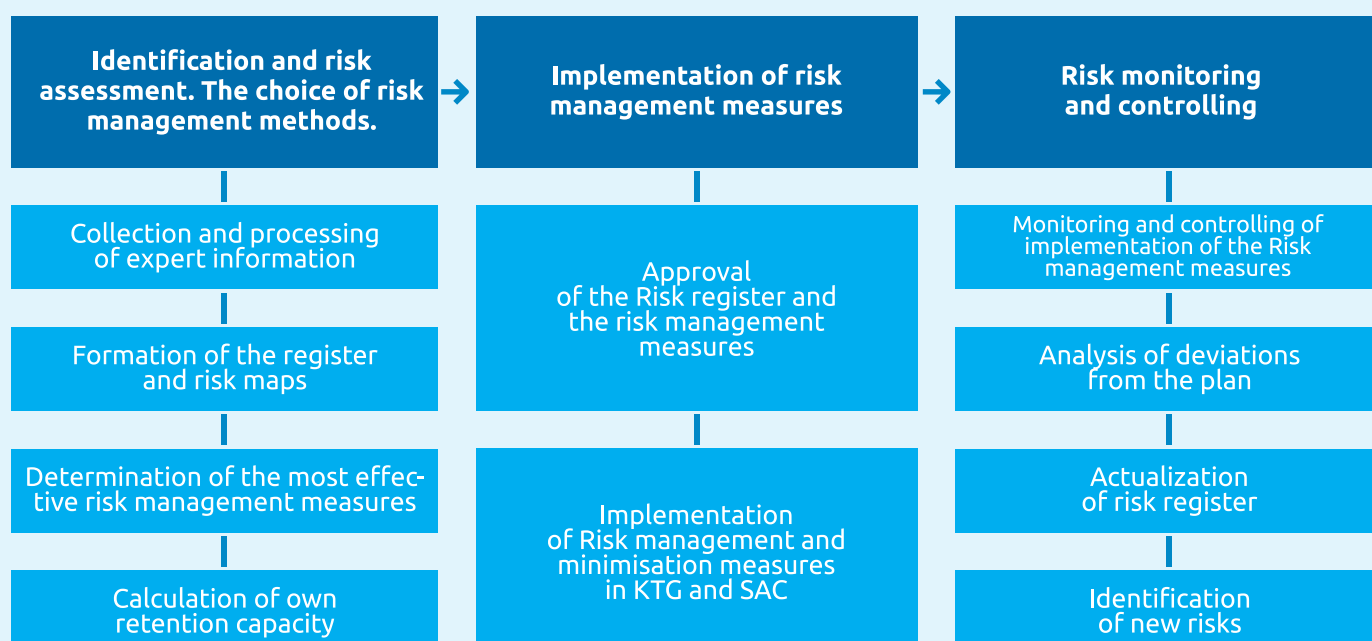 Identification and risk
assessment. The choice of risk
management methods.
Collection and processing
of expert information
Formation of the register
and risk maps
Determination of the most effec-
tive risk management measures
Calculation of own
retention capacity
Implementation of risk
management measures
Approval
of the Risk register and
the risk management
measures
Implementation
of Risk management and
minimisation measures
in KTG and SAC
Risk monitoring
and controlling
Monitoring and controlling of
implementation of the Risk
management measures
Analysis of deviations
from the plan
Actualization
of risk register
Identification
of new risks